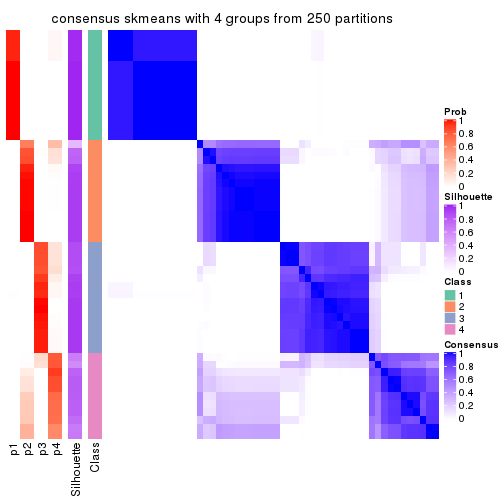 consensus skmeans with 4 groups from 250 partitions
Prob
1
0.8
0.6
0.4
0.2
0
Silhouette
1
0.8
0.6
0.4
0.2
0
Class
1
2
3
4
Consensus
1
0.8
0.6
0.4
0.2
0
p1
p2
p3
p4
Silhouette
Class